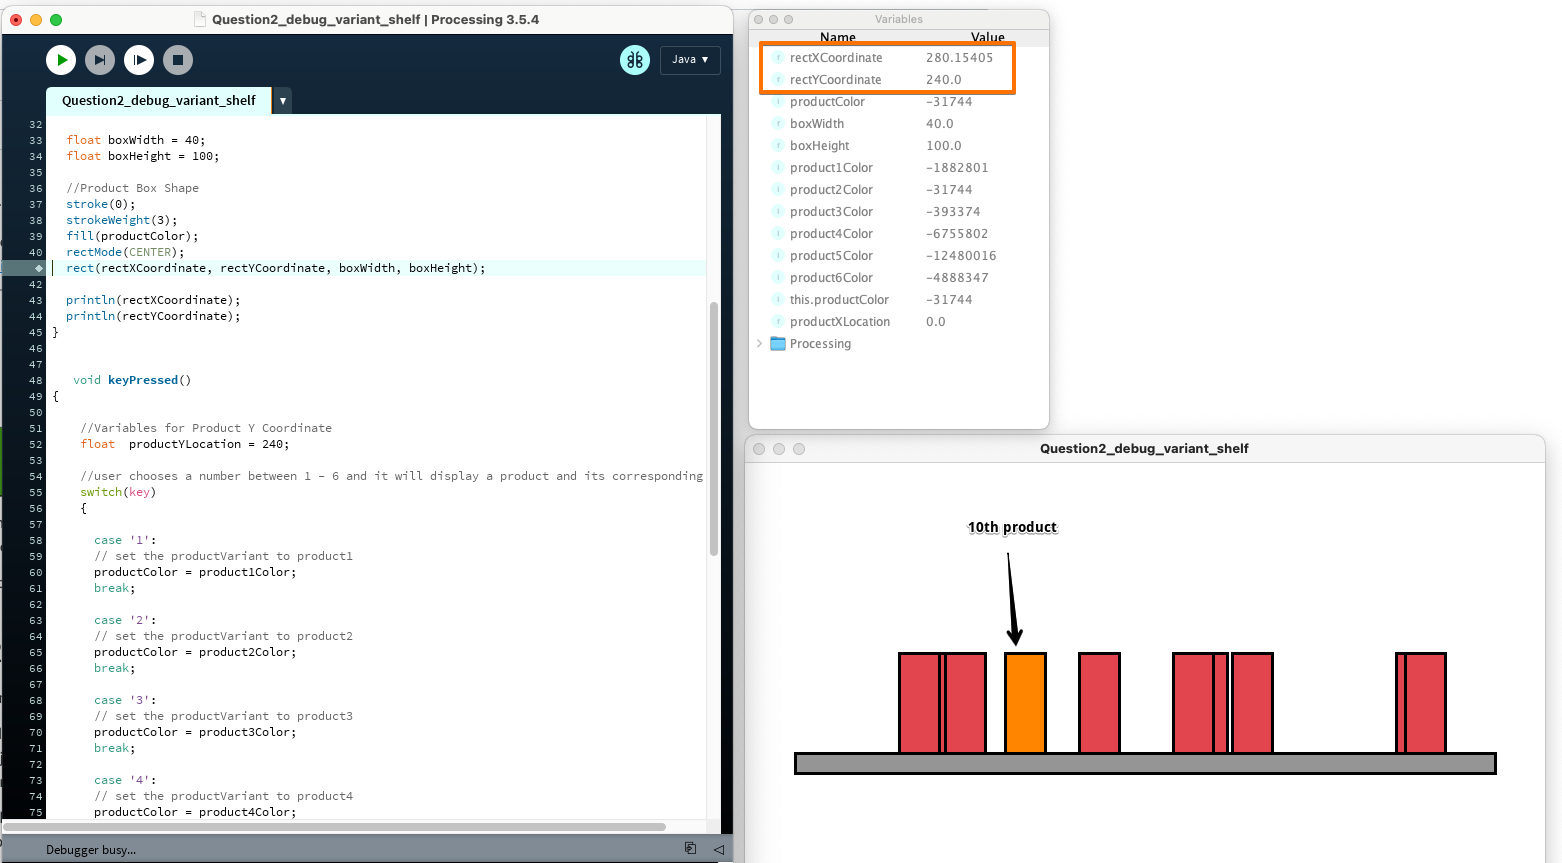 Question2_debug_variant_shelf | Processing 3.5.4
Java ▾
Question2_debug_variant_shelf ▾
32
33 float boxWidth = 40;
34 float boxHeight = 100;
35
36 //Product Box Shape
37 stroke(0);
38 strokeWeight(3);
39 fill(productColor);
40 rectMode(CENTER);
rect(rectXCoordinate, rectYCoordinate, boxWidth, boxHeight);
42
43 println(rectXCoordinate);
44 println(rectYCoordinate);
45 }
46
47
48 void keyPressed()
49 {
50
51 //Variables for Product Y Coordinate
52 float  productYLocation = 240;
53
54 //user chooses a number between 1 - 6 and it will display a product and its corresponding
55 switch(key)
56 {
57
58 case '1':
59 // set the productVariant to product1
60 productColor = product1Color;
61 break;
62
63 case '2':
64 // set the productVariant to product2
65 productColor = product2Color;
66 break;
67
68 case '3':
69 // set the productVariant to product3
70 productColor = product3Color;
71 break;
72
73 case '4':
74 // set the productVariant to product4
75 productColor = product4Color;
Debugger busy...
Variables
Name Value
rectXCoordinate 280.15405
rectYCoordinate 240.0
productColor -31744
boxWidth 40.0
boxHeight 100.0
product1Color -1882801
product2Color -31744
product3Color -393374
product4Color -6755802
product5Color -12480016
product6Color -4888347
this.productColor -31744
productXLocation 0.0
Processing
Question2_debug_variant_shelf
10th product